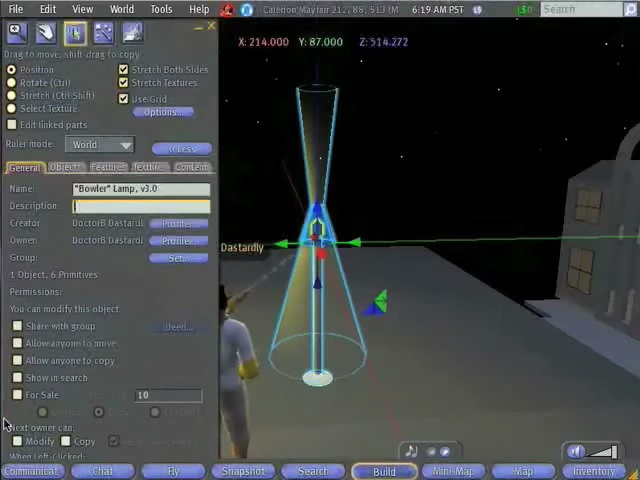 File Edit View World Tools Help Caledon Mayfair 212, 88, 513 (M 6:19 AM PST L$0 Search
Drag to move, shift-drag to copy
X: 214.000 Y: 87.000 Z: 514.272
Position Stretch Both Sides
Rotate (Ctrl) Stretch Textures
Stretch (Ctrl-Shift) Use Grid
Select Texture Options...
Edit linked parts
Ruler mode: World << Less
General Object Features Texture Content
Name: "Bowler" Lamp, v3.0
Description:
Creator DoctorB Dastardl Profile...
Owner: DoctorB Dastardl Profile...
Dastardly
Group: Set...
1 Object, 6 Primitives
Permissions:
You can modify this object
Share with group Deed...
Allow anyone to move
Allow anyone to copy
Show in search
For Sale 10
Next owner can:
Modify Copy
When Left-Clicked:
Communicat Chat Fly Snapshot Search Build Mini Map Map Inventory